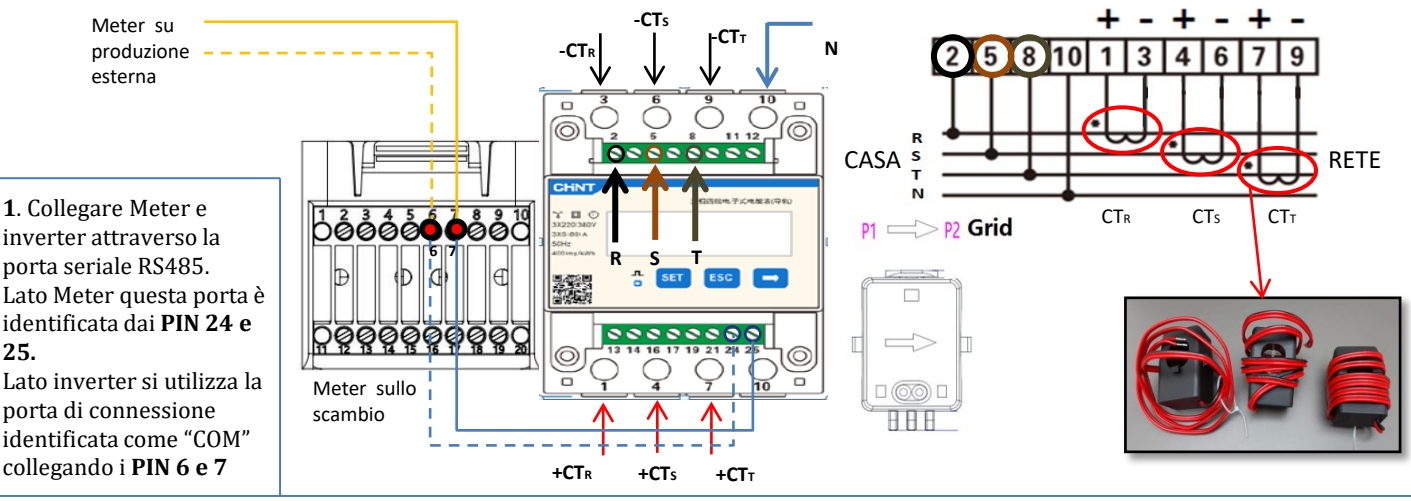 Meter su
produzione
esterna
1. Collegare Meter e
inverter attraverso la
porta seriale RS485.
Lato Meter questa porta è
identificata dai PIN 24 e
25.
Lato inverter si utilizza la
porta di connessione
identificata come “COM”
collegando i PIN 6 e 7
1 2 3 4 5 6 7 8 9 10
6 7
11 12 13 14 15 16 17 18 19 20
Meter sullo
scambio
-CTR
-CTS
-CTT
N
3 6 9 10
2 5 8 11 12
CHNT
3X220/380V
50Hz
400imp/kWh
R S T
SET ESC
13 14 16 17 19 21 24 25
1 4 7 10
+CTR +CTS +CTT
+ - + - + -
2 5 8 10 1 3 4 6 7 9
CASA
R
S
T
N
RETE
CTR CTS CTT
P1 P2 Grid